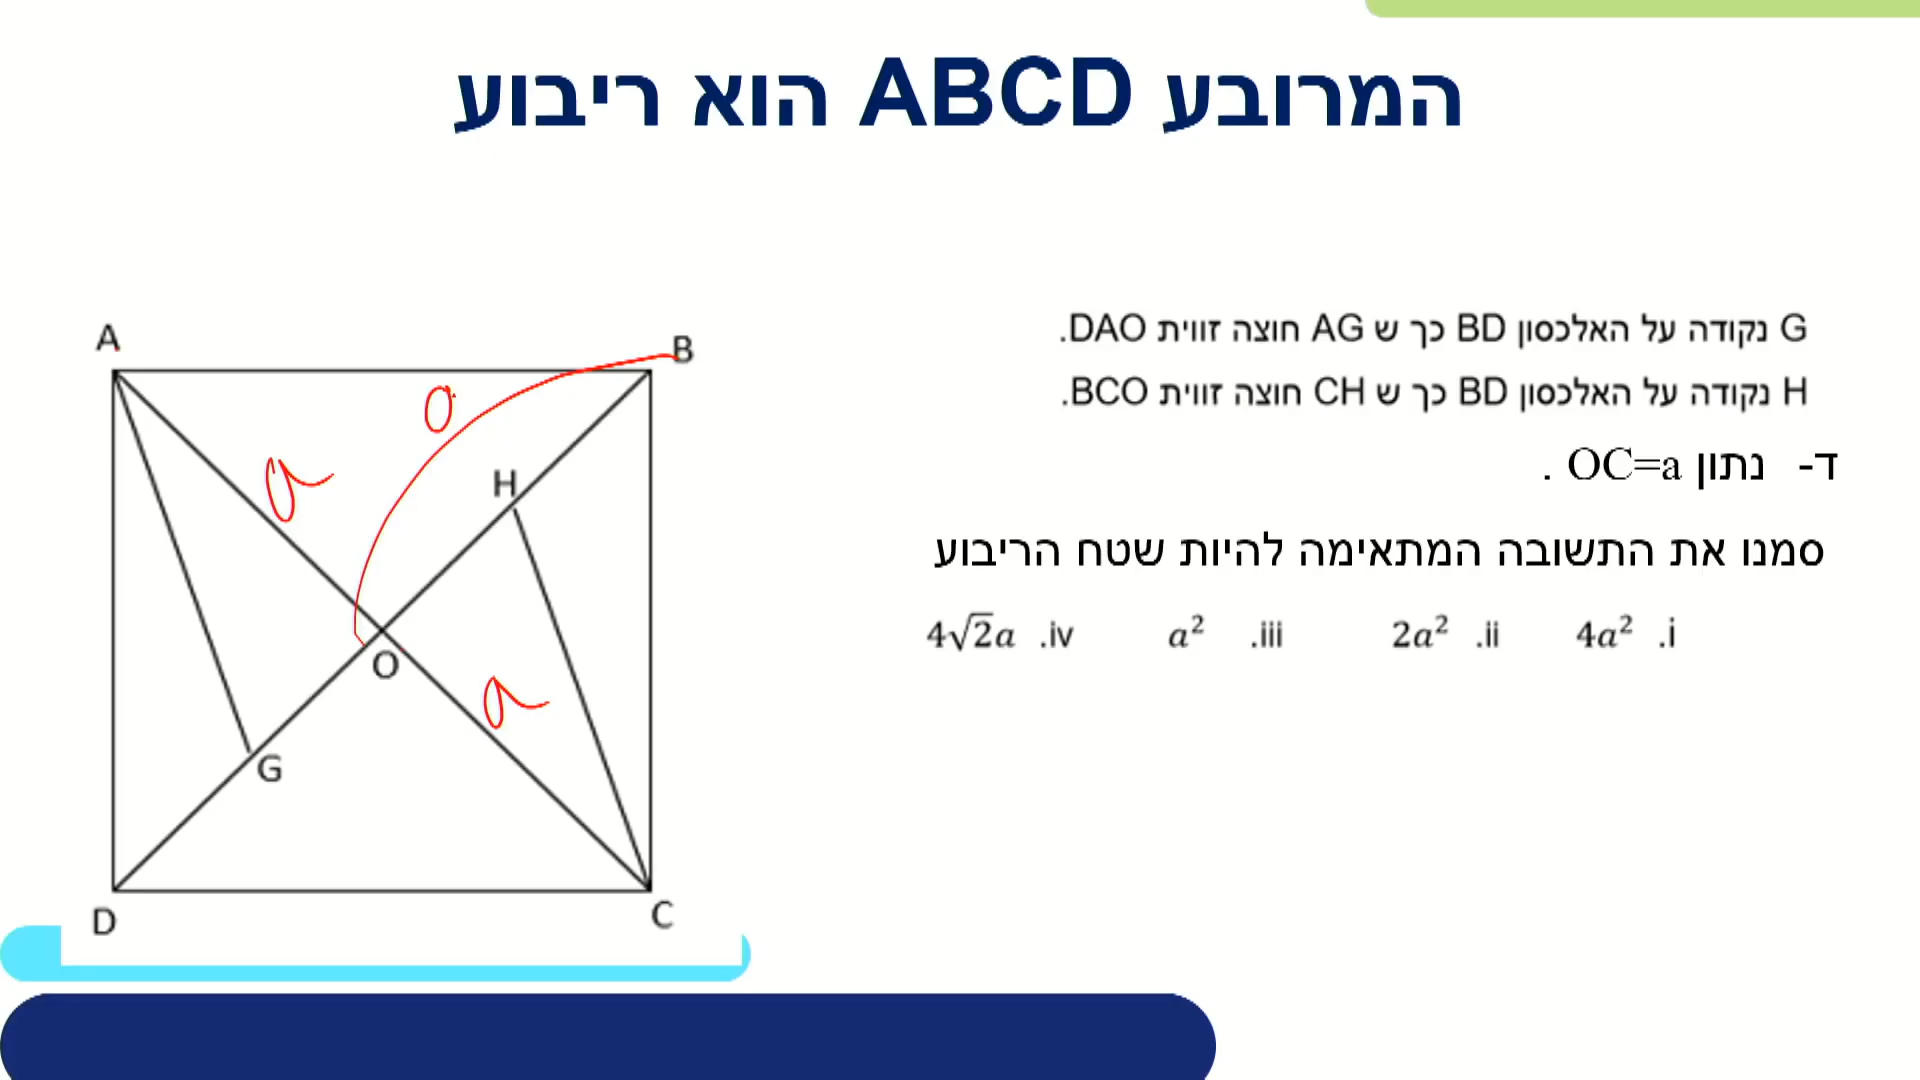 המרובע ABCD הוא ריבוע
G נקודה על האלכסון BD כך ש AG חוצה זווית DAO.
H נקודה על האלכסון BD כך ש CH חוצה זווית BCO.
ד- נתון OC=a .
סמנו את התשובה המתאימה להיות שטח הריבוע
i. 4a² ii. 2a² iii. a² iv. 4√2a
A
B
a
H
O
a
G
D
C